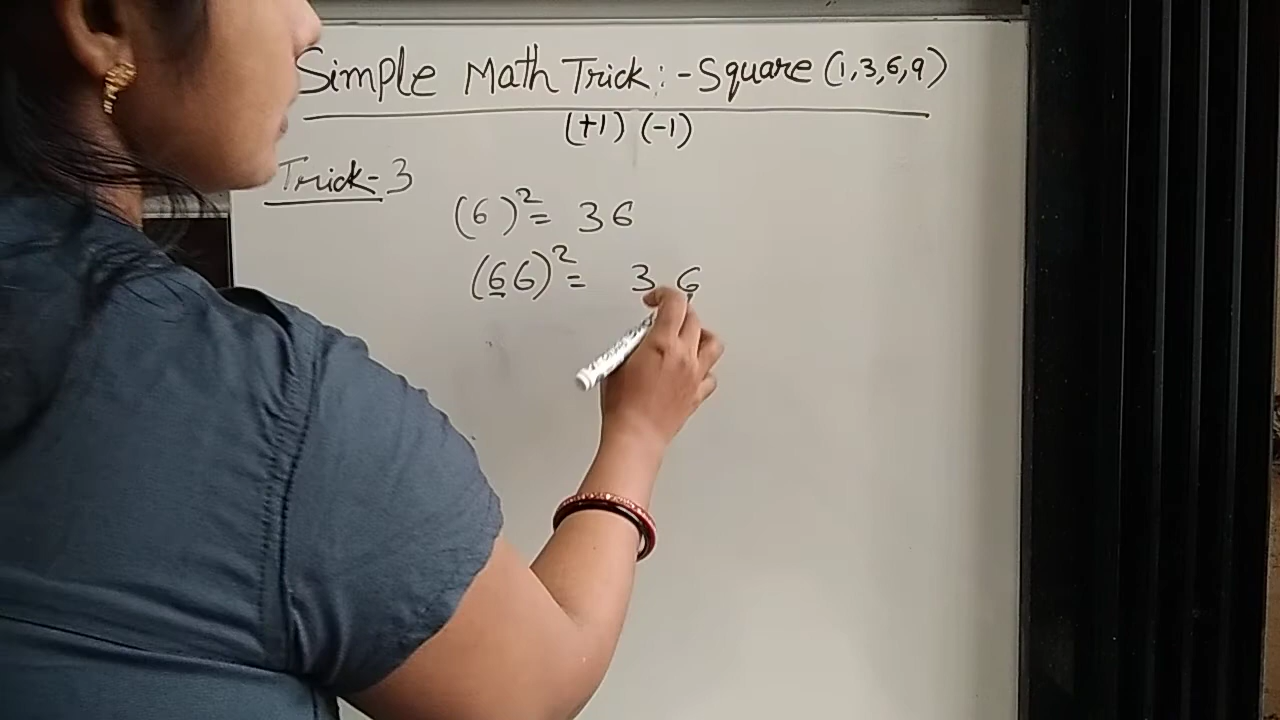 Simple Math Trick:-Square (1,3,6,9)
(+1) (-1)
Trick-3
(6)²= 36
(66)²= 3 6